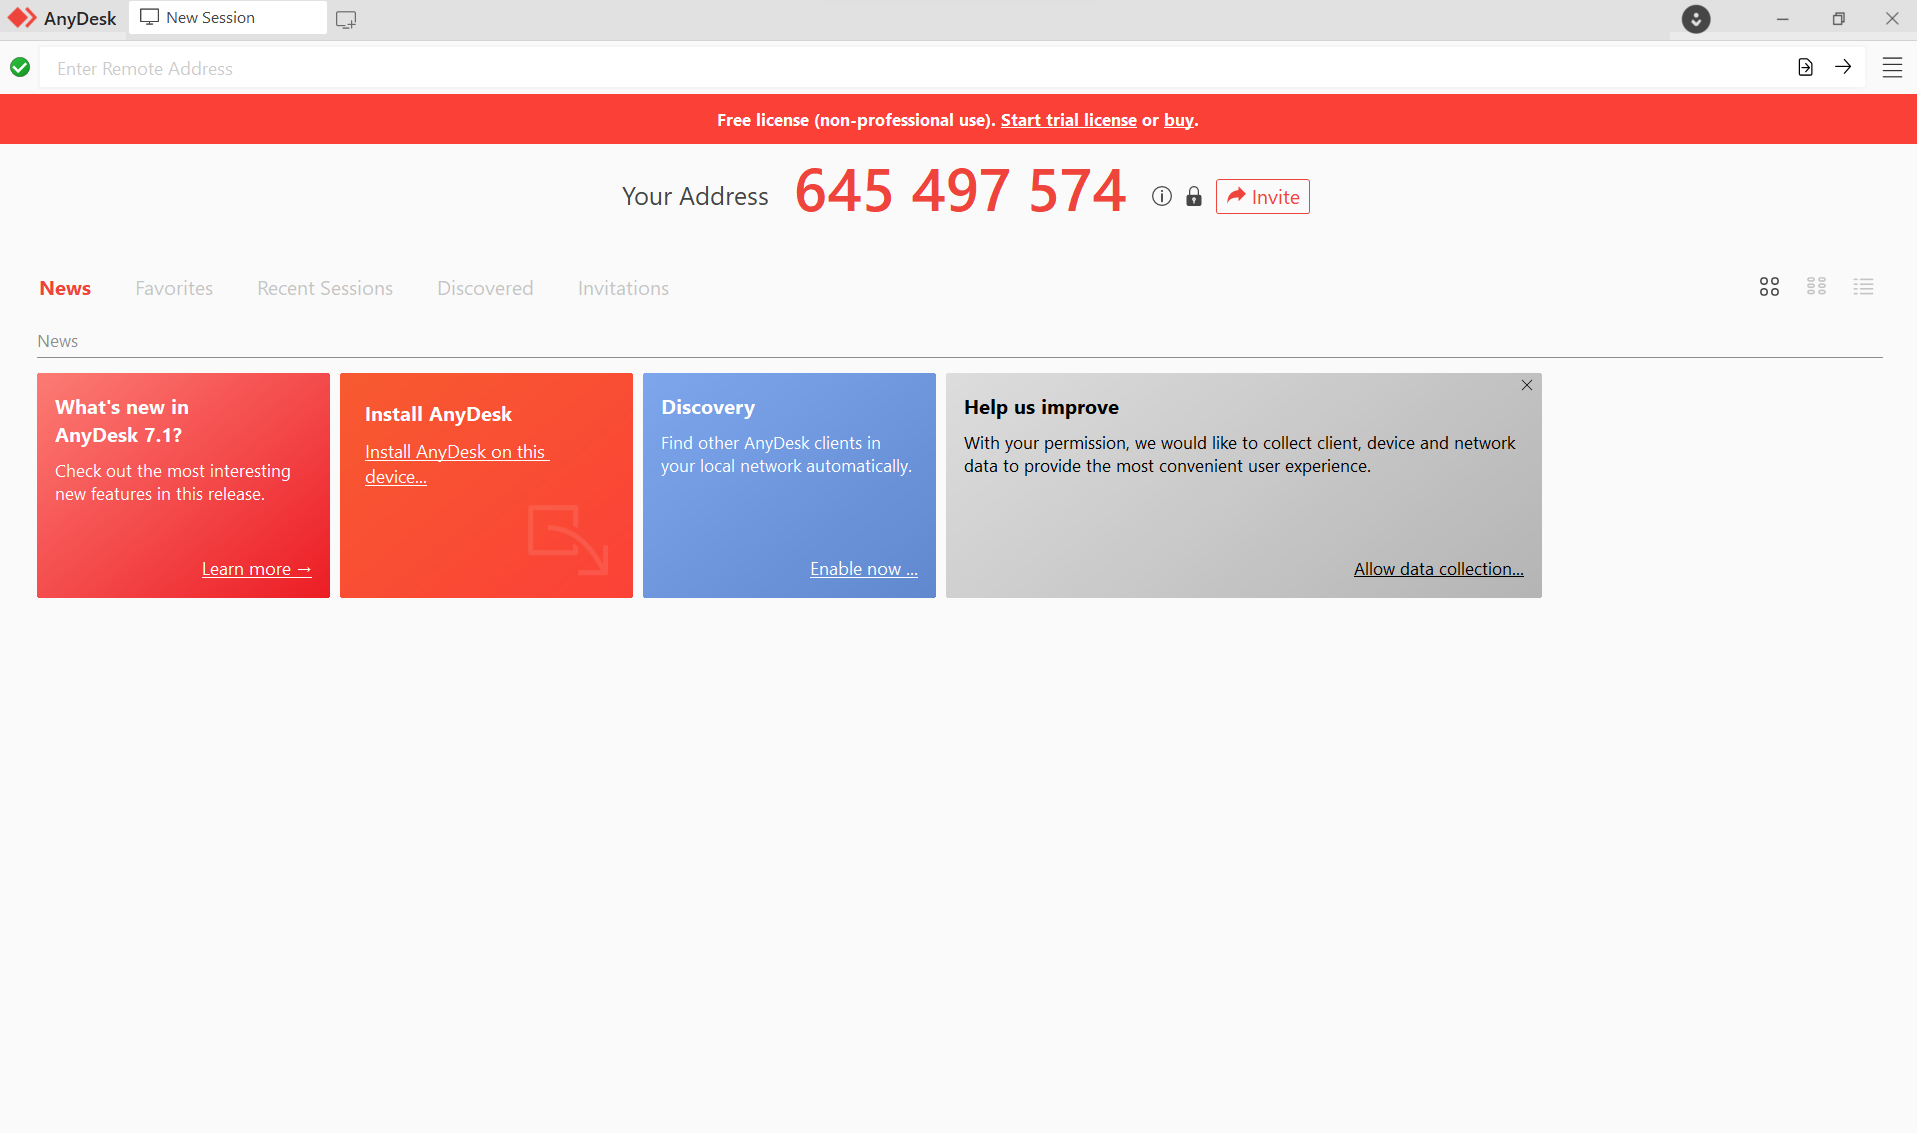 AnyDesk
New Session
Enter Remote Address
Free license (non-professional use). Start trial license or buy.
Your Address 645 497 574 Invite
News Favorites Recent Sessions Discovered Invitations
News
What's new in
AnyDesk 7.1?
Check out the most interesting
new features in this release.
Learn more →
Install AnyDesk
Install AnyDesk on this
device...
Discovery
Find other AnyDesk clients in
your local network automatically.
Enable now ...
Help us improve
With your permission, we would like to collect client, device and network
data to provide the most convenient user experience.
Allow data collection...